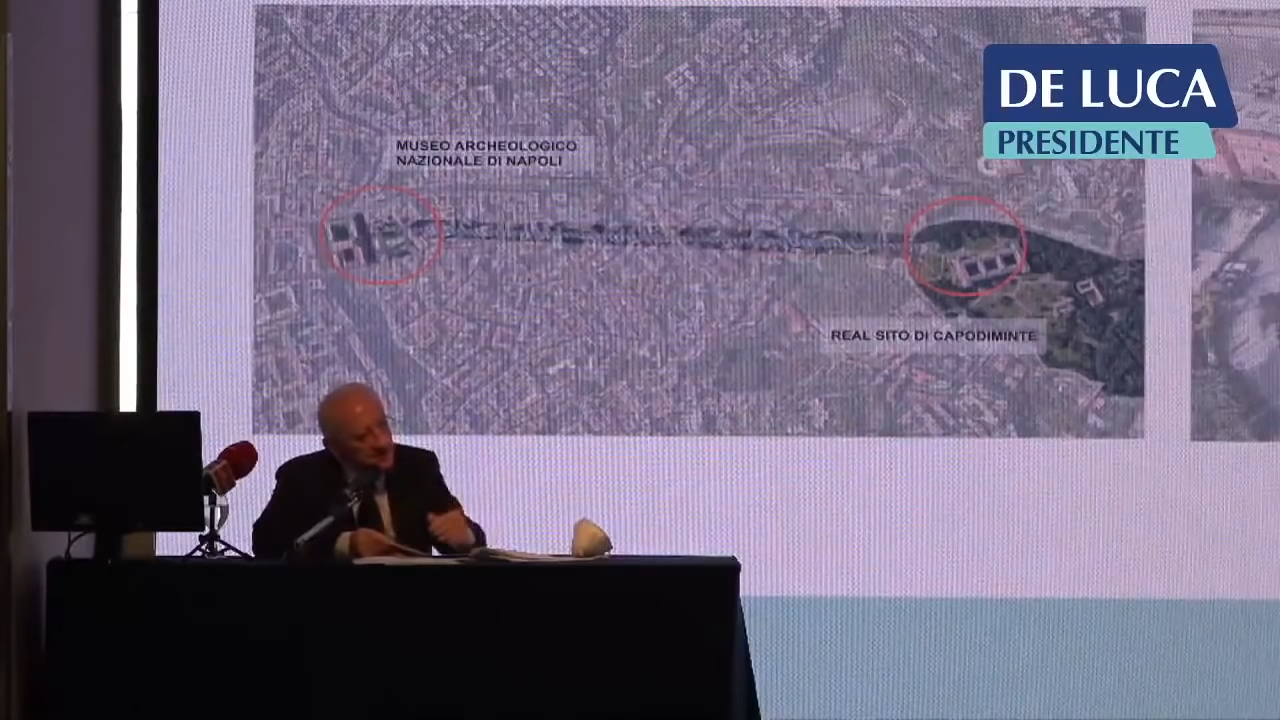 DE LUCA
PRESIDENTE
MUSEO ARCHEOLOGICO
NAZIONALE DI NAPOLI
REAL SITO DI CAPODIMINTE